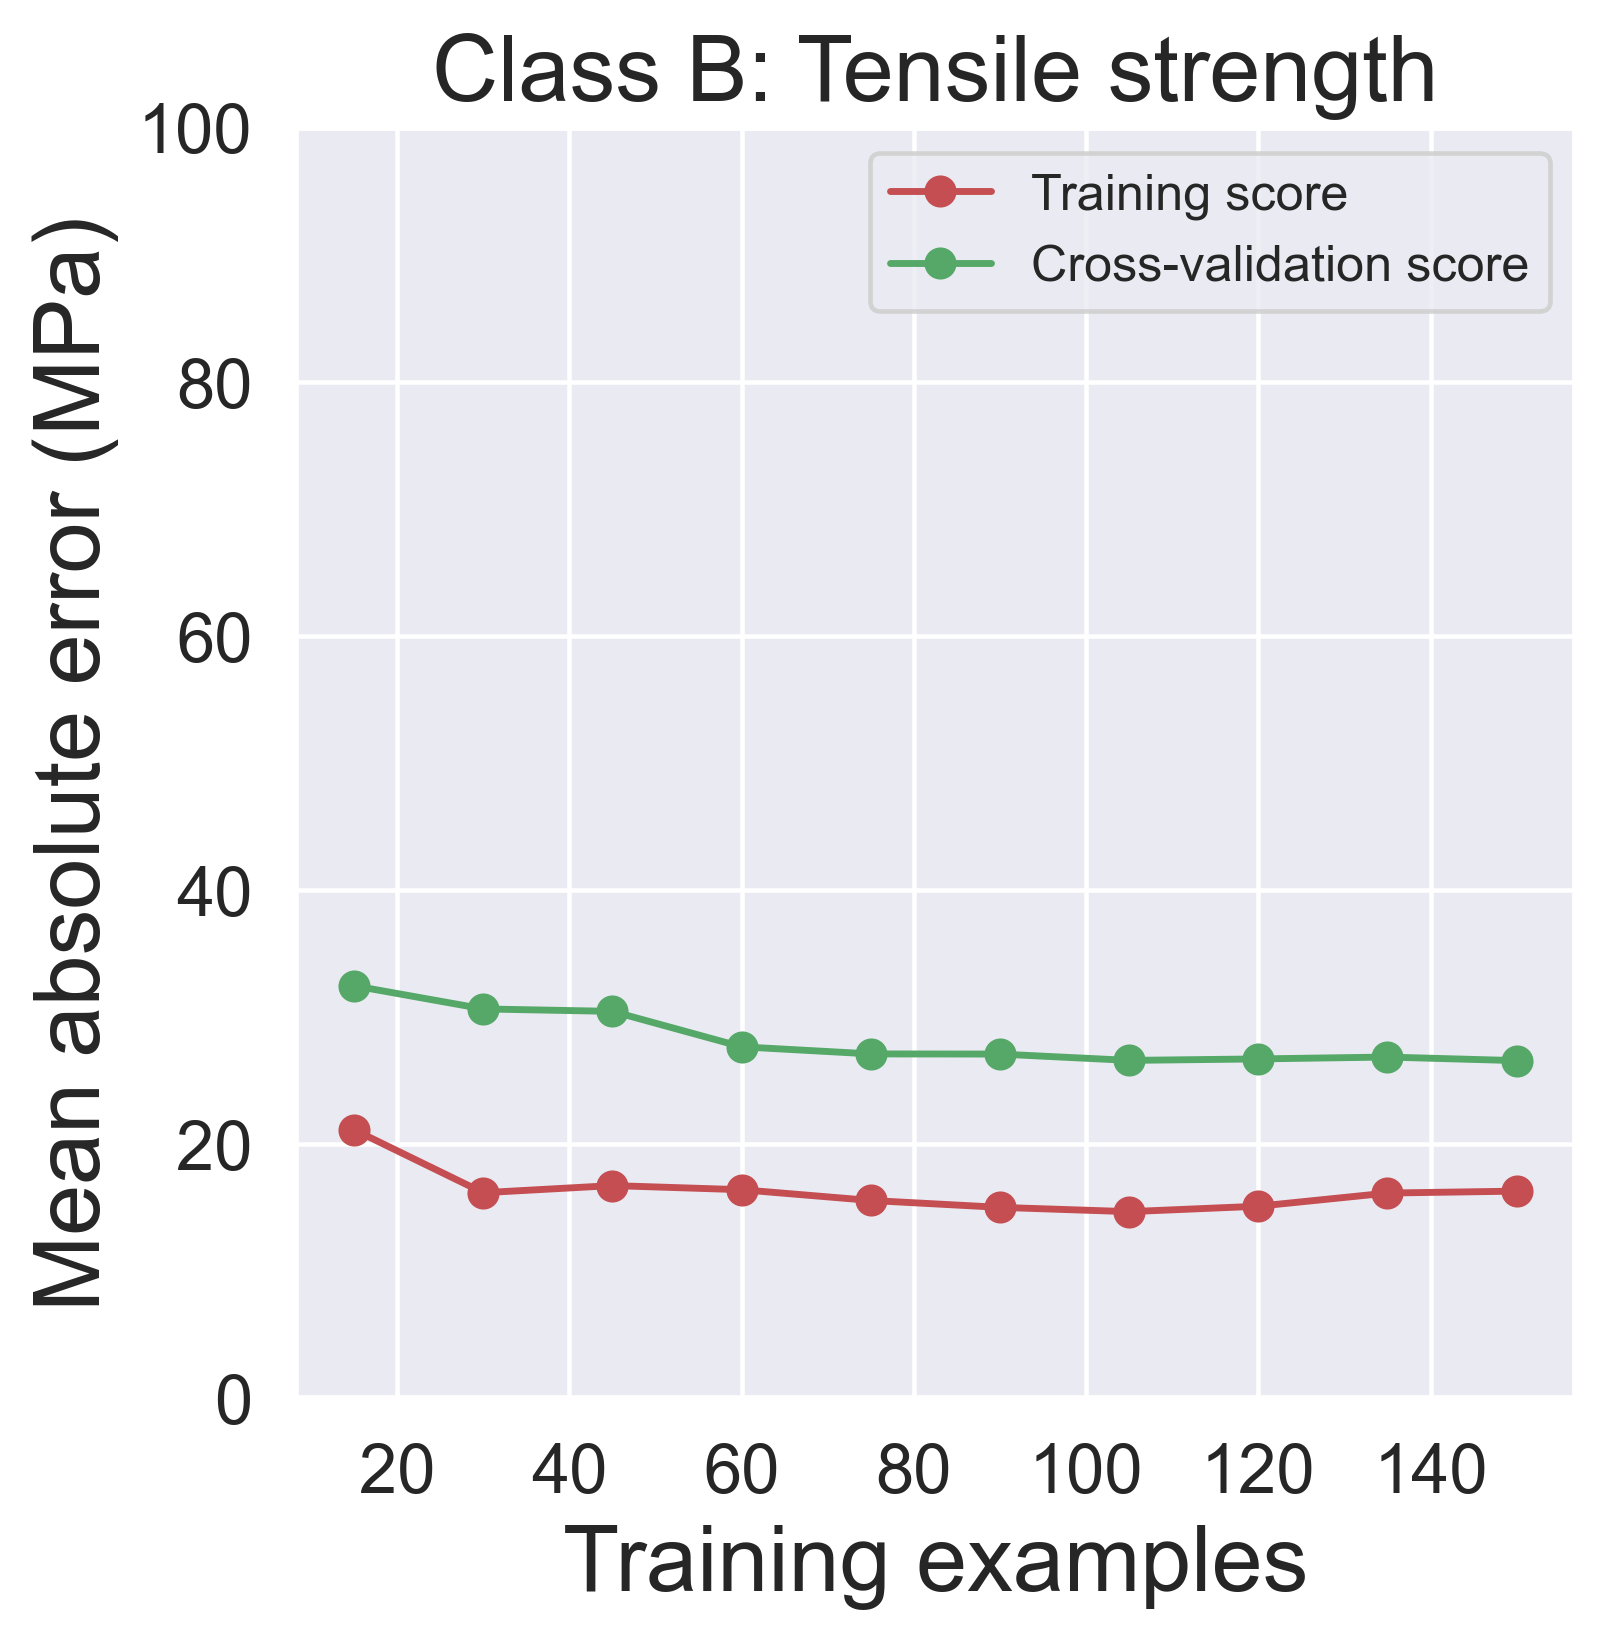 Class B: Tensile strength
Training score
Cross-validation score
Mean absolute error (MPa)
100
80
60
40
20
0
20 40 60 80 100 120 140
Training examples